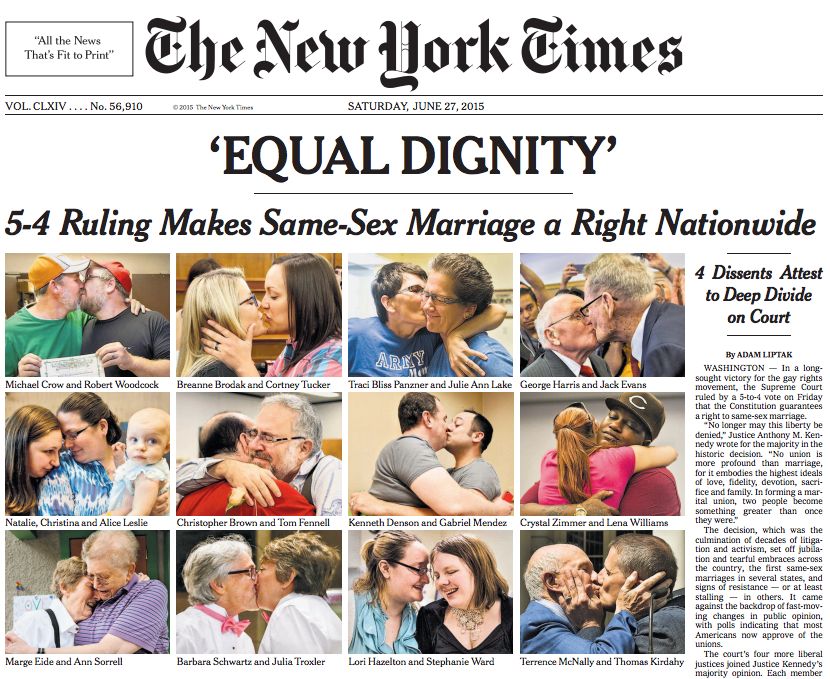 “All the News
That’s Fit to Print”
The New York Times
VOL. CLXIV . . . . No. 56,910
© 2015 The New York Times
SATURDAY, JUNE 27, 2015
‘EQUAL DIGNITY’
5-4 Ruling Makes Same-Sex Marriage a Right Nationwide
Michael Crow and Robert Woodcock
Breanne Brodak and Cortney Tucker
ARMY
Traci Bliss Panzner and Julie Ann Lake
George Harris and Jack Evans
Natalie, Christina and Alice Leslie
Christopher Brown and Tom Fennell
Kenneth Denson and Gabriel Mendez
C
Crystal Zimmer and Lena Williams
Marge Eide and Ann Sorrell
Barbara Schwartz and Julia Troxler
Lori Hazelton and Stephanie Ward
Terrence McNally and Thomas Kirdahy
4 Dissents Attest
to Deep Divide
on Court
By ADAM LIPTAK
WASHINGTON — In a long-
sought victory for the gay rights
movement, the Supreme Court
ruled by a 5-to-4 vote on Friday
that the Constitution guarantees
a right to same-sex marriage.
“No longer may this liberty be
denied,” Justice Anthony M. Ken-
nedy wrote for the majority in the
historic decision. “No union is
more profound than marriage,
for it embodies the highest ideals
of love, fidelity, devotion, sacri-
fice and family. In forming a mar-
ital union, two people become
something greater than once
they were.”
The decision, which was the
culmination of decades of litiga-
tion and activism, set off jubila-
tion and tearful embraces across
the country, the first same-sex
marriages in several states, and
signs of resistance — or at least
stalling — in others. It came
against the backdrop of fast-mov-
ing changes in public opinion,
with polls indicating that most
Americans now approve of the
unions.
The court’s four more liberal
justices joined Justice Kennedy’s
majority opinion. Each member